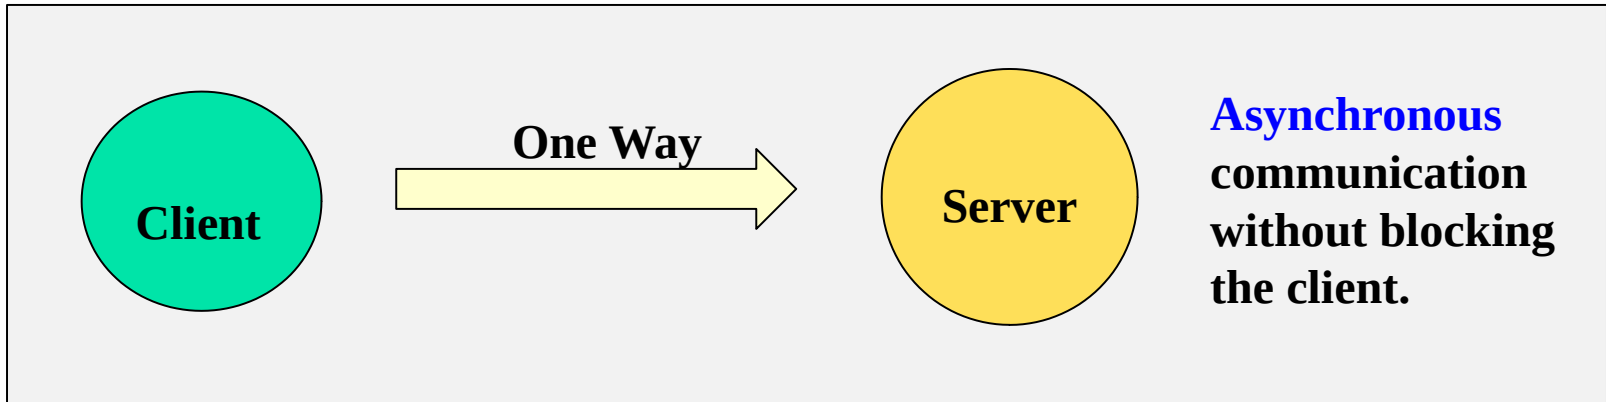 Client
One Way
Server
Asynchronous
communication
without blocking
the client.